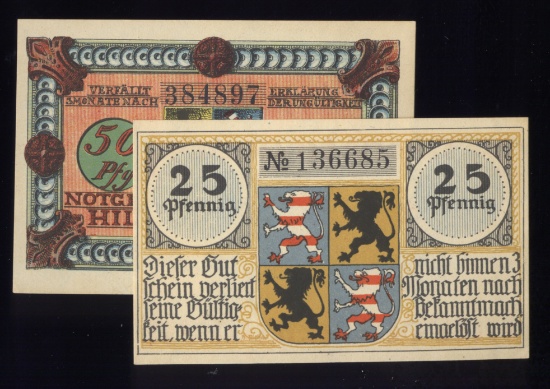 VERFÄLLT
3 MONATE NACH
384897
ERKLÄRUNG
DER UNGÜLTIGKEIT
50
Pfg
NOTGE
HIL
№ 136685
25
Pfennig
25
Pfennig
Dieser Gut
schein verliert
seine Gültig-
keit, wenn er
nicht binnen 3
Monaten nach
Bekanntmach
eingelöst wird